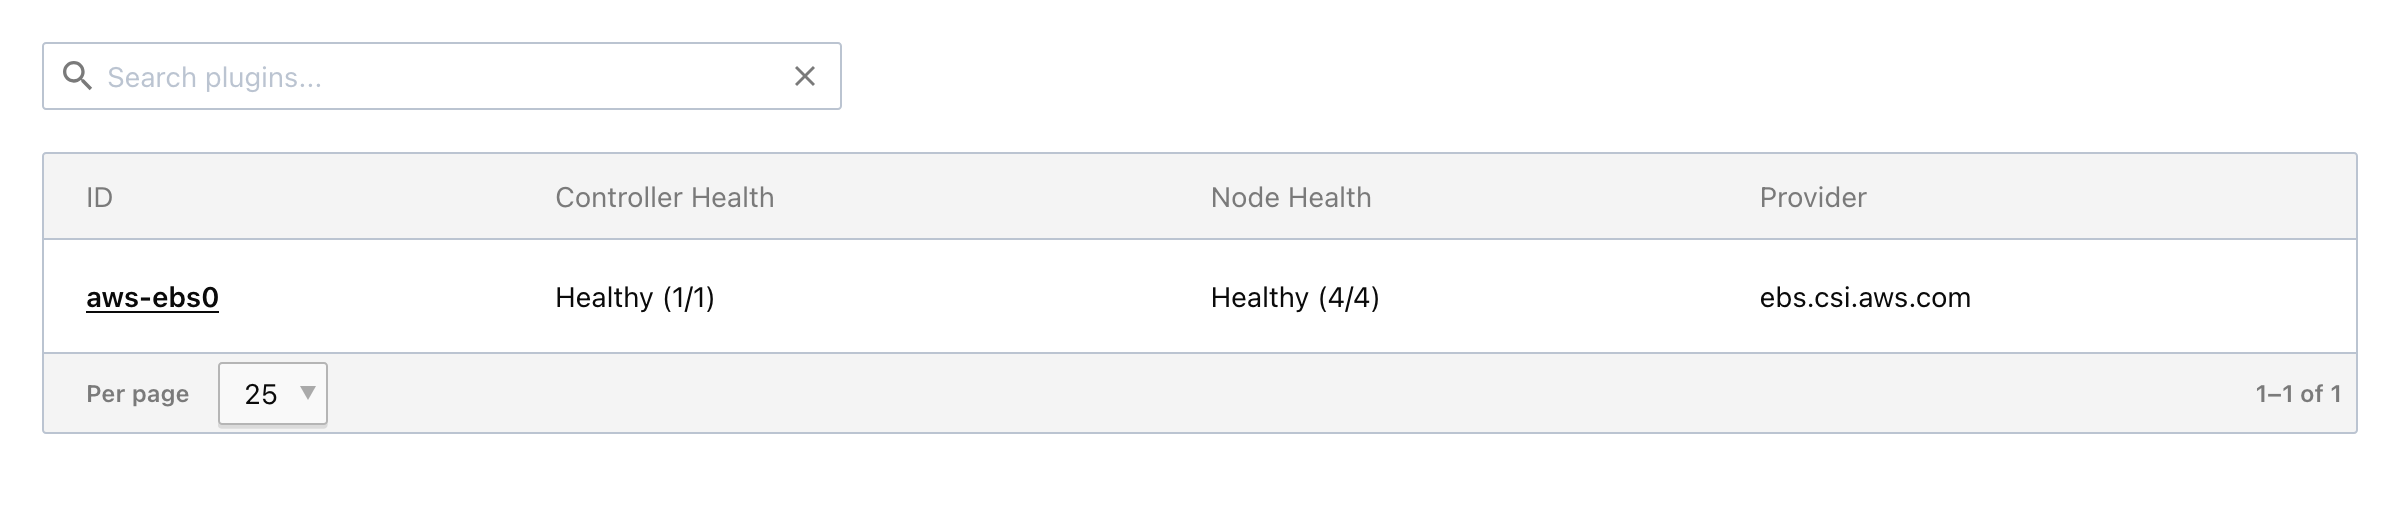 Search plugins...
ID Controller Health Node Health Provider
aws-ebs0 Healthy (1/1) Healthy (4/4) ebs.csi.aws.com
Per page 25 1–1 of 1